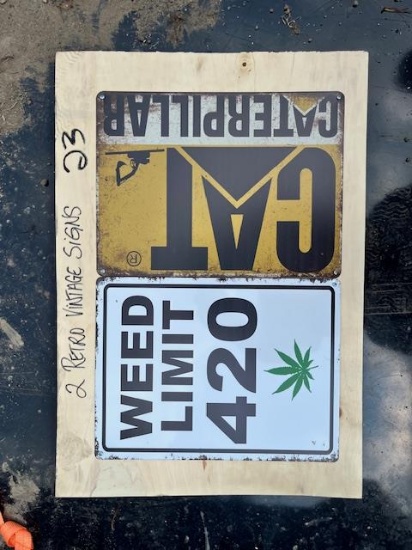 2 RETRO VINTAGE SIGNS 23
CATERPILLAR
CAT
®
WEED
LIMIT
420